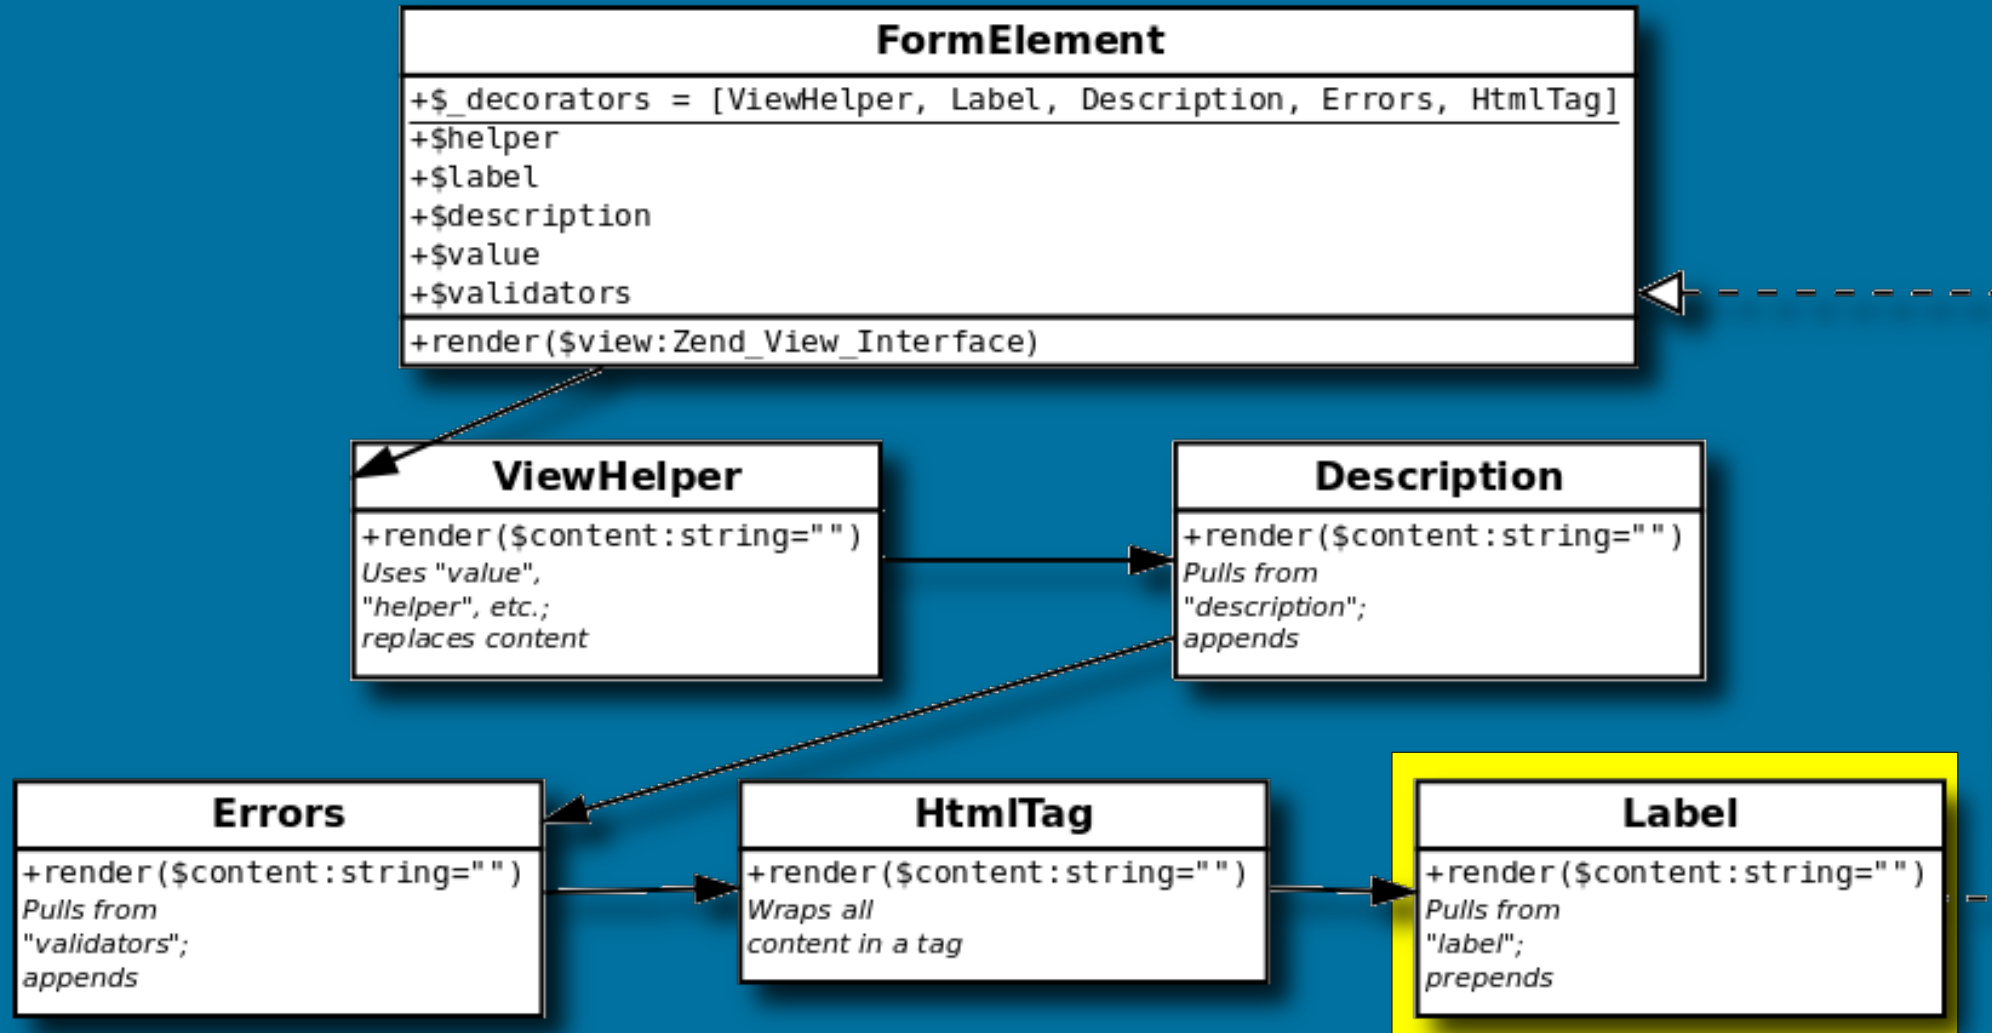 FormElement
+$_decorators = [ViewHelper, Label, Description, Errors, HtmlTag]
+$helper
+$label
+$description
+$value
+$validators
+render($view:Zend_View_Interface)
ViewHelper
+render($content:string="")
Uses "value",
"helper", etc.;
replaces content
Description
+render($content:string="")
Pulls from
"description";
appends
Errors
+render($content:string="")
Pulls from
"validators";
appends
HtmlTag
+render($content:string="")
Wraps all
content in a tag
Label
+render($content:string="")
Pulls from
"label";
prepends